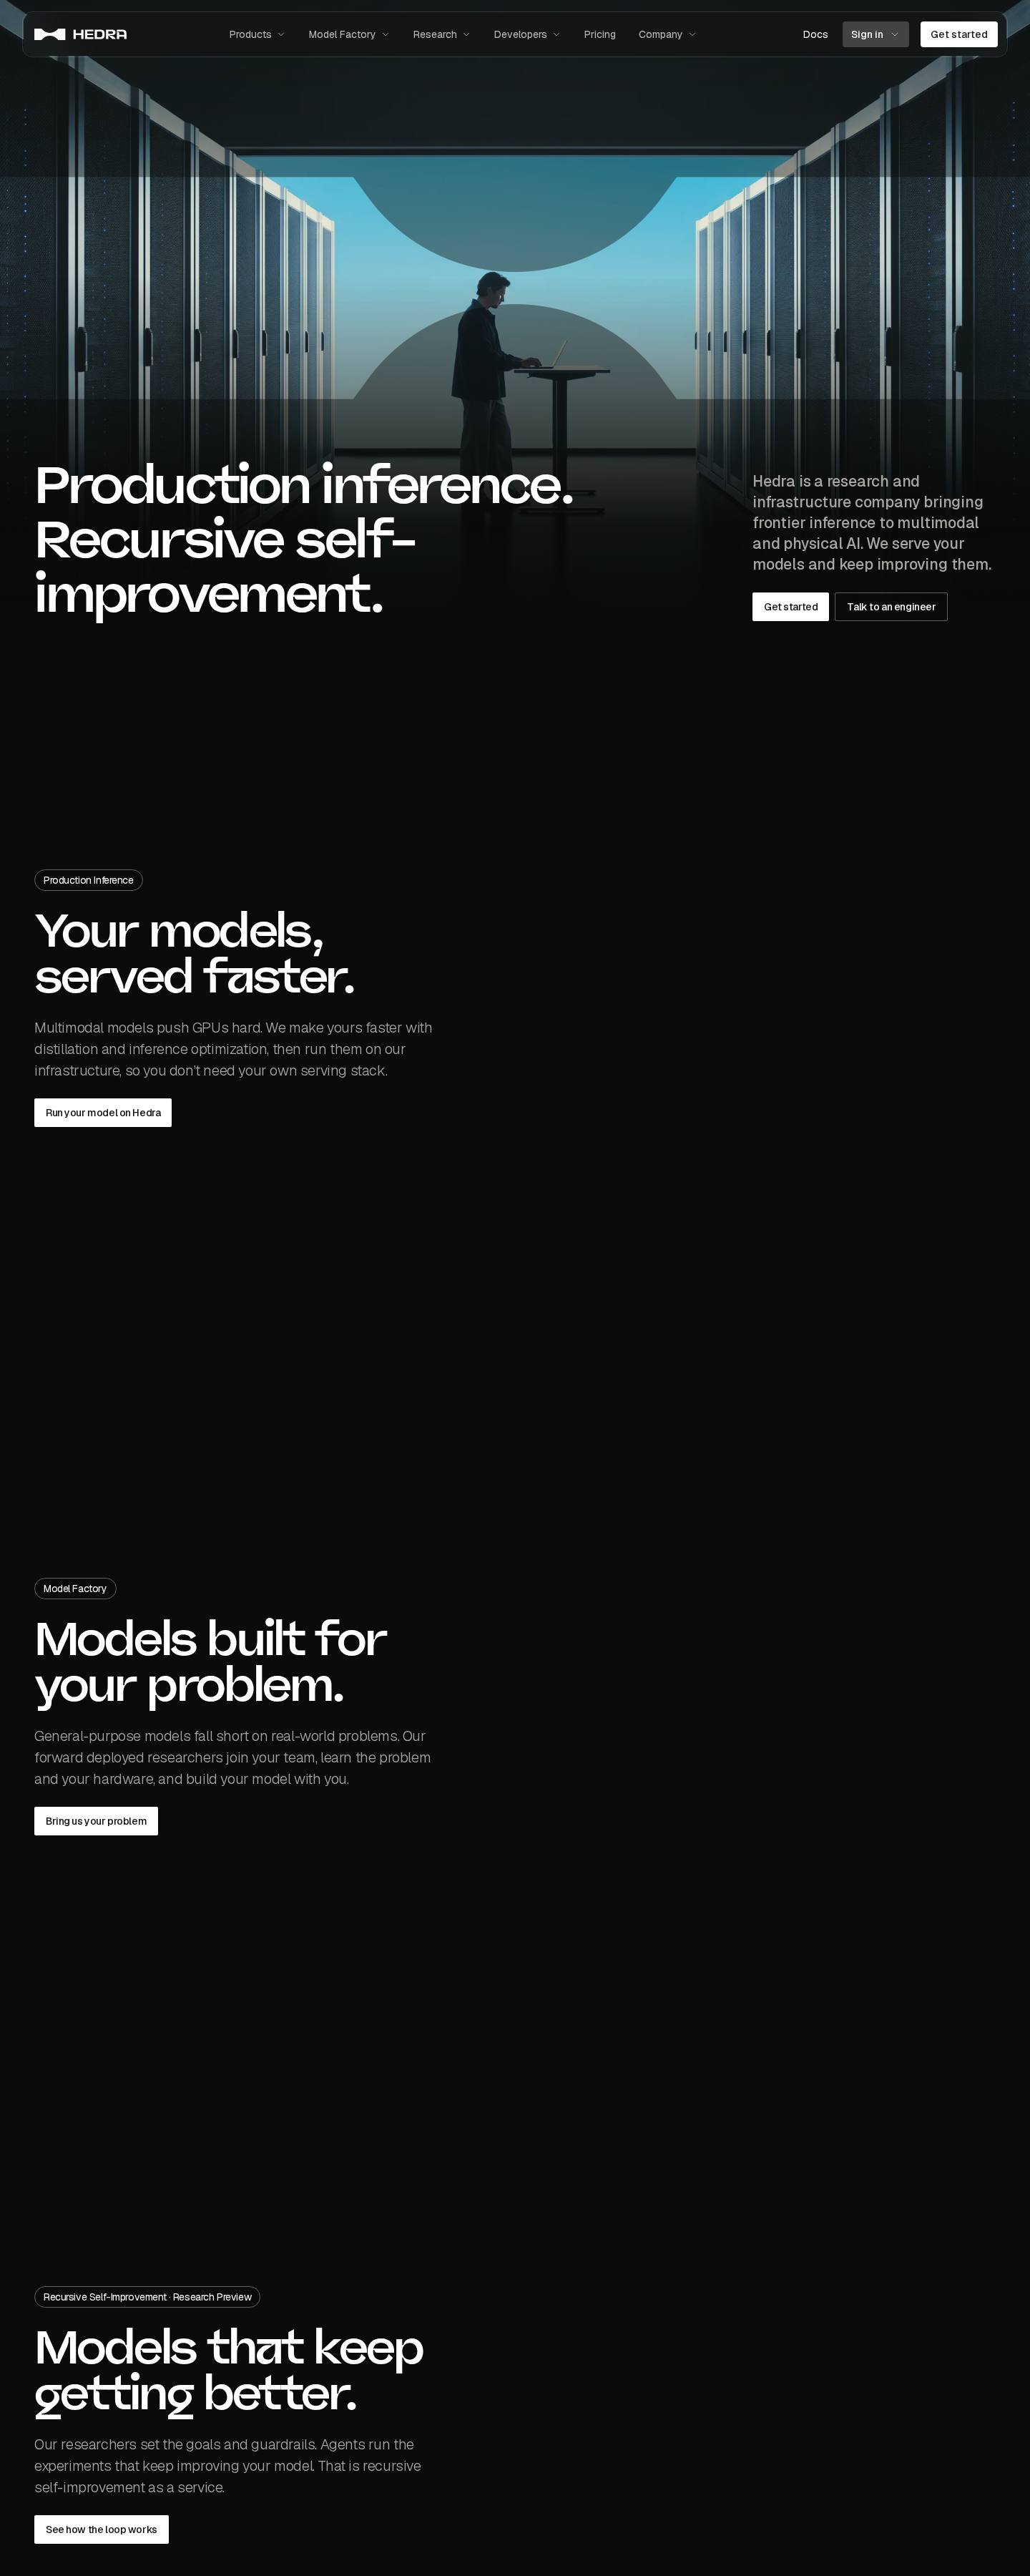 HEDRA
Products
Model Factory
Research
Developers
Pricing
Company
Docs
Sign in
Get started
Production inference.
Recursive self-
improvement.
Hedra is a research and
infrastructure company bringing
frontier inference to multimodal
and physical AI. We serve your
models and keep improving them.
Get started
Talk to an engineer
Production Inference
Your models,
served faster.
Multimodal models push GPUs hard. We make yours faster with
distillation and inference optimization, then run them on our
infrastructure, so you don’t need your own serving stack.
Run your model on Hedra
Model Factory
Models built for
your problem.
General-purpose models fall short on real-world problems. Our
forward deployed researchers join your team, learn the problem
and your hardware, and build your model with you.
Bring us your problem
Recursive Self-Improvement · Research Preview
Models that keep
getting better.
Our researchers set the goals and guardrails. Agents run the
experiments that keep improving your model. That is recursive
self-improvement as a service.
See how the loop works